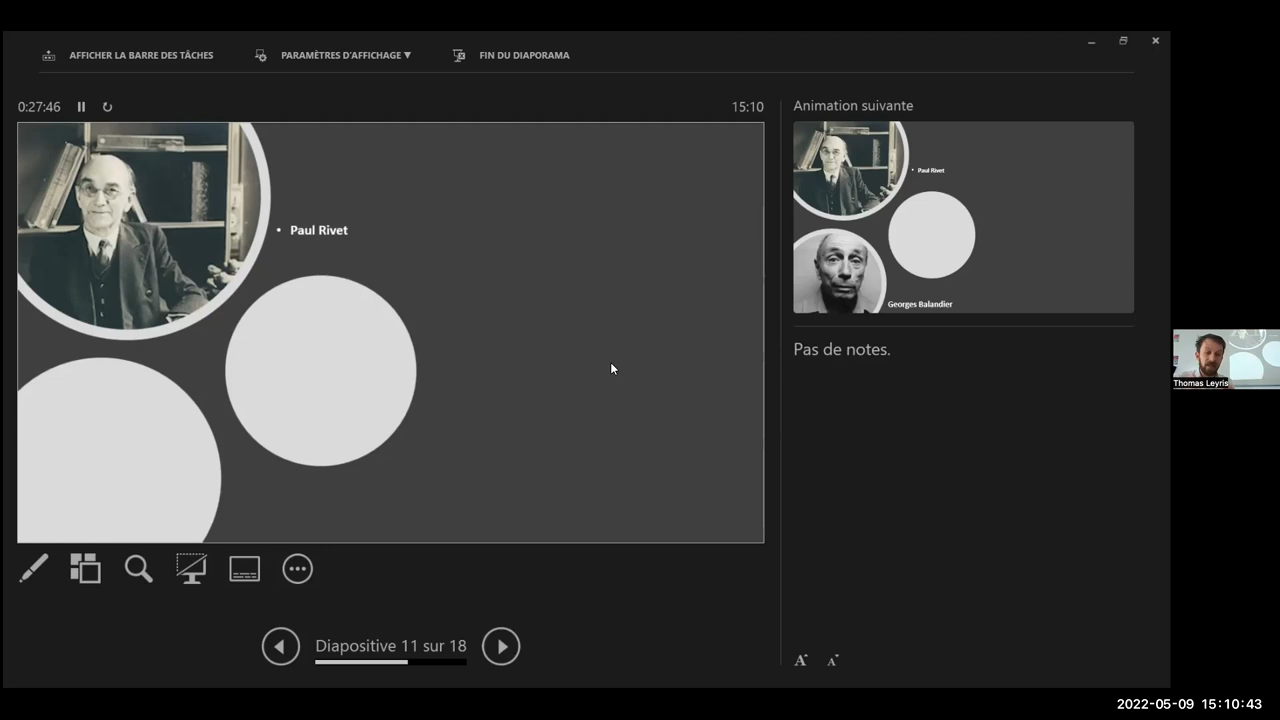 AFFICHER LA BARRE DES TÂCHES PARAMÈTRES D'AFFICHAGE ▼ FIN DU DIAPORAMA
0:27:46 15:10
• Paul Rivet
Diapositive 11 sur 18
Animation suivante
• Paul Rivet
Georges Balandier
Pas de notes.
A A
Thomas Leyris
2022-05-09 15:10:43